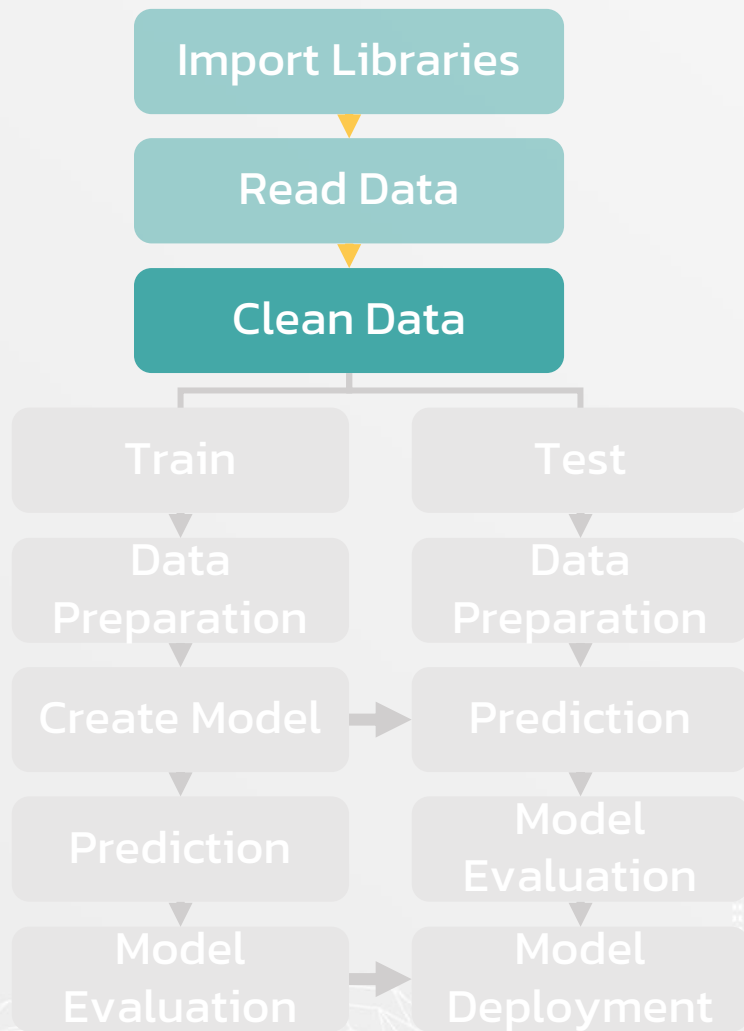 Import Libraries
Read Data
Clean Data
Train
Test
Data
Preparation
Data
Preparation
Create Model
Prediction
Prediction
Model
Evaluation
Model
Evaluation
Model
Deployment